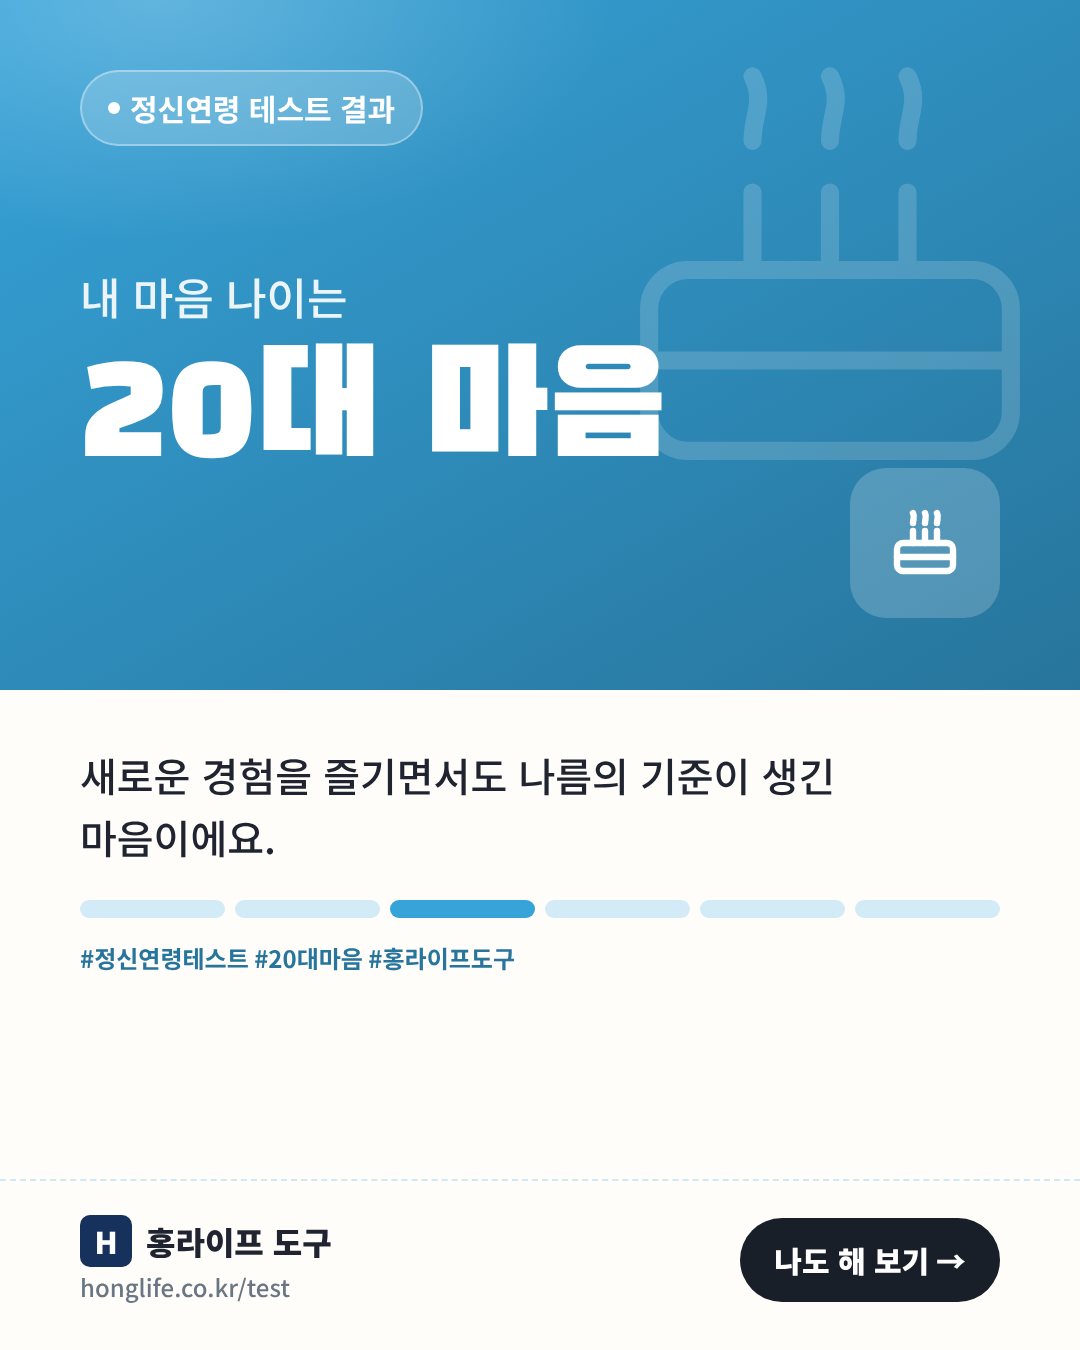 정신연령 테스트 결과
내 마음 나이는
20대 마음
새로운 경험을 즐기면서도 나름의 기준이 생긴
마음이에요.
#정신연령테스트 #20대마음 #홍라이프도구
H 홍라이프 도구
honglife.co.kr/test
나도 해 보기 →